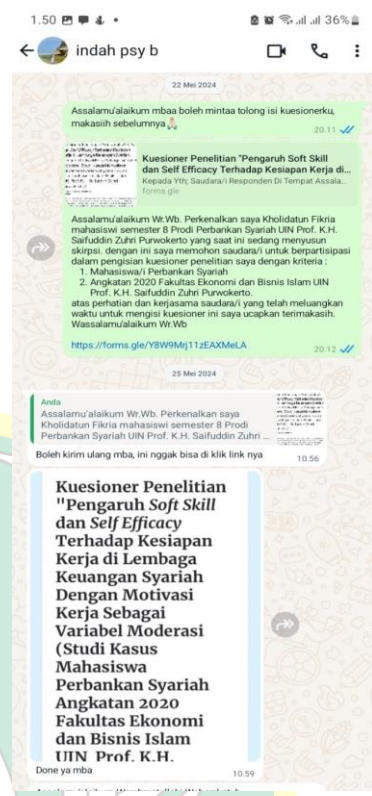 1.50
36%
indah psy b
22 Mei 2024
Assalamu'alaikum mbaa boleh mintaa tolong isi kuesionerku,
makasiih sebelumnya
20.11
Kuesioner Penelitian "Pengaruh Soft Skill
dan Self Efficacy Terhadap Kesiapan Kerja di...
Kepada Yth; Saudara/i Responden Di Tempat Assala...
forms.gle
Assalamu'alaikum Wr.Wb. Perkenalkan saya Kholidatun Fikria
mahasiswi semester 8 Prodi Perbankan Syariah UIN Prof. K.H.
Saifuddin Zuhri Purwokerto yang saat ini sedang menyusun
skirpsi. dengan ini saya memohon saudara/i untuk berpartisipasi
dalam pengisian kuesioner penelitian saya dengan kriteria :
1. Mahasiswa/i Perbankan Syariah
2. Angkatan 2020 Fakultas Ekonomi dan Bisnis Islam UIN
Prof. K.H. Saifuddin Zuhri Purwokerto.
atas perhatian dan kerjasama saudara/i yang telah meluangkan
waktu untuk mengisi kuesioner ini saya ucapkan terimakasih.
Wassalamu'alaikum Wr.Wb
https://forms.gle/Y8W9Mrj11zEAXMeLA
20.12
25 Mei 2024
Anda
Assalamu'alaikum Wr.Wb. Perkenalkan saya
Kholidatun Fikria mahasiswi semester 8 Prodi
Perbankan Syariah UIN Prof. K.H. Saifuddin Zuhri ...
Boleh kirim ulang mba, ini nggak bisa di klik link nya
10.56
Kuesioner Penelitian
"Pengaruh Soft Skill
dan Self Efficacy
Terhadap Kesiapan
Kerja di Lembaga
Keuangan Syariah
Dengan Motivasi
Kerja Sebagai
Variabel Moderasi
(Studi Kasus
Mahasiswa
Perbankan Syariah
Angkatan 2020
Fakultas Ekonomi
dan Bisnis Islam
UIN Prof. K.H.
Done ya mba
10.59